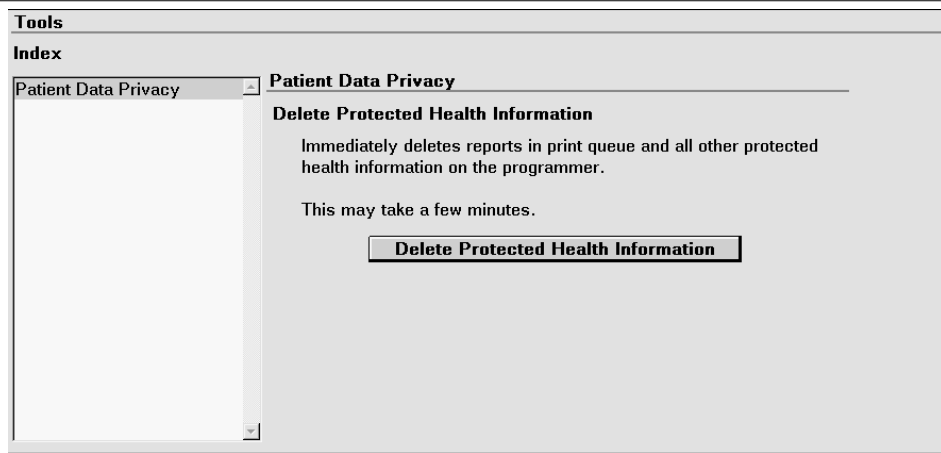 Tools
Index
Patient Data Privacy
Patient Data Privacy
Delete Protected Health Information
Immediately deletes reports in print queue and all other protected
health information on the programmer.
This may take a few minutes.
Delete Protected Health Information